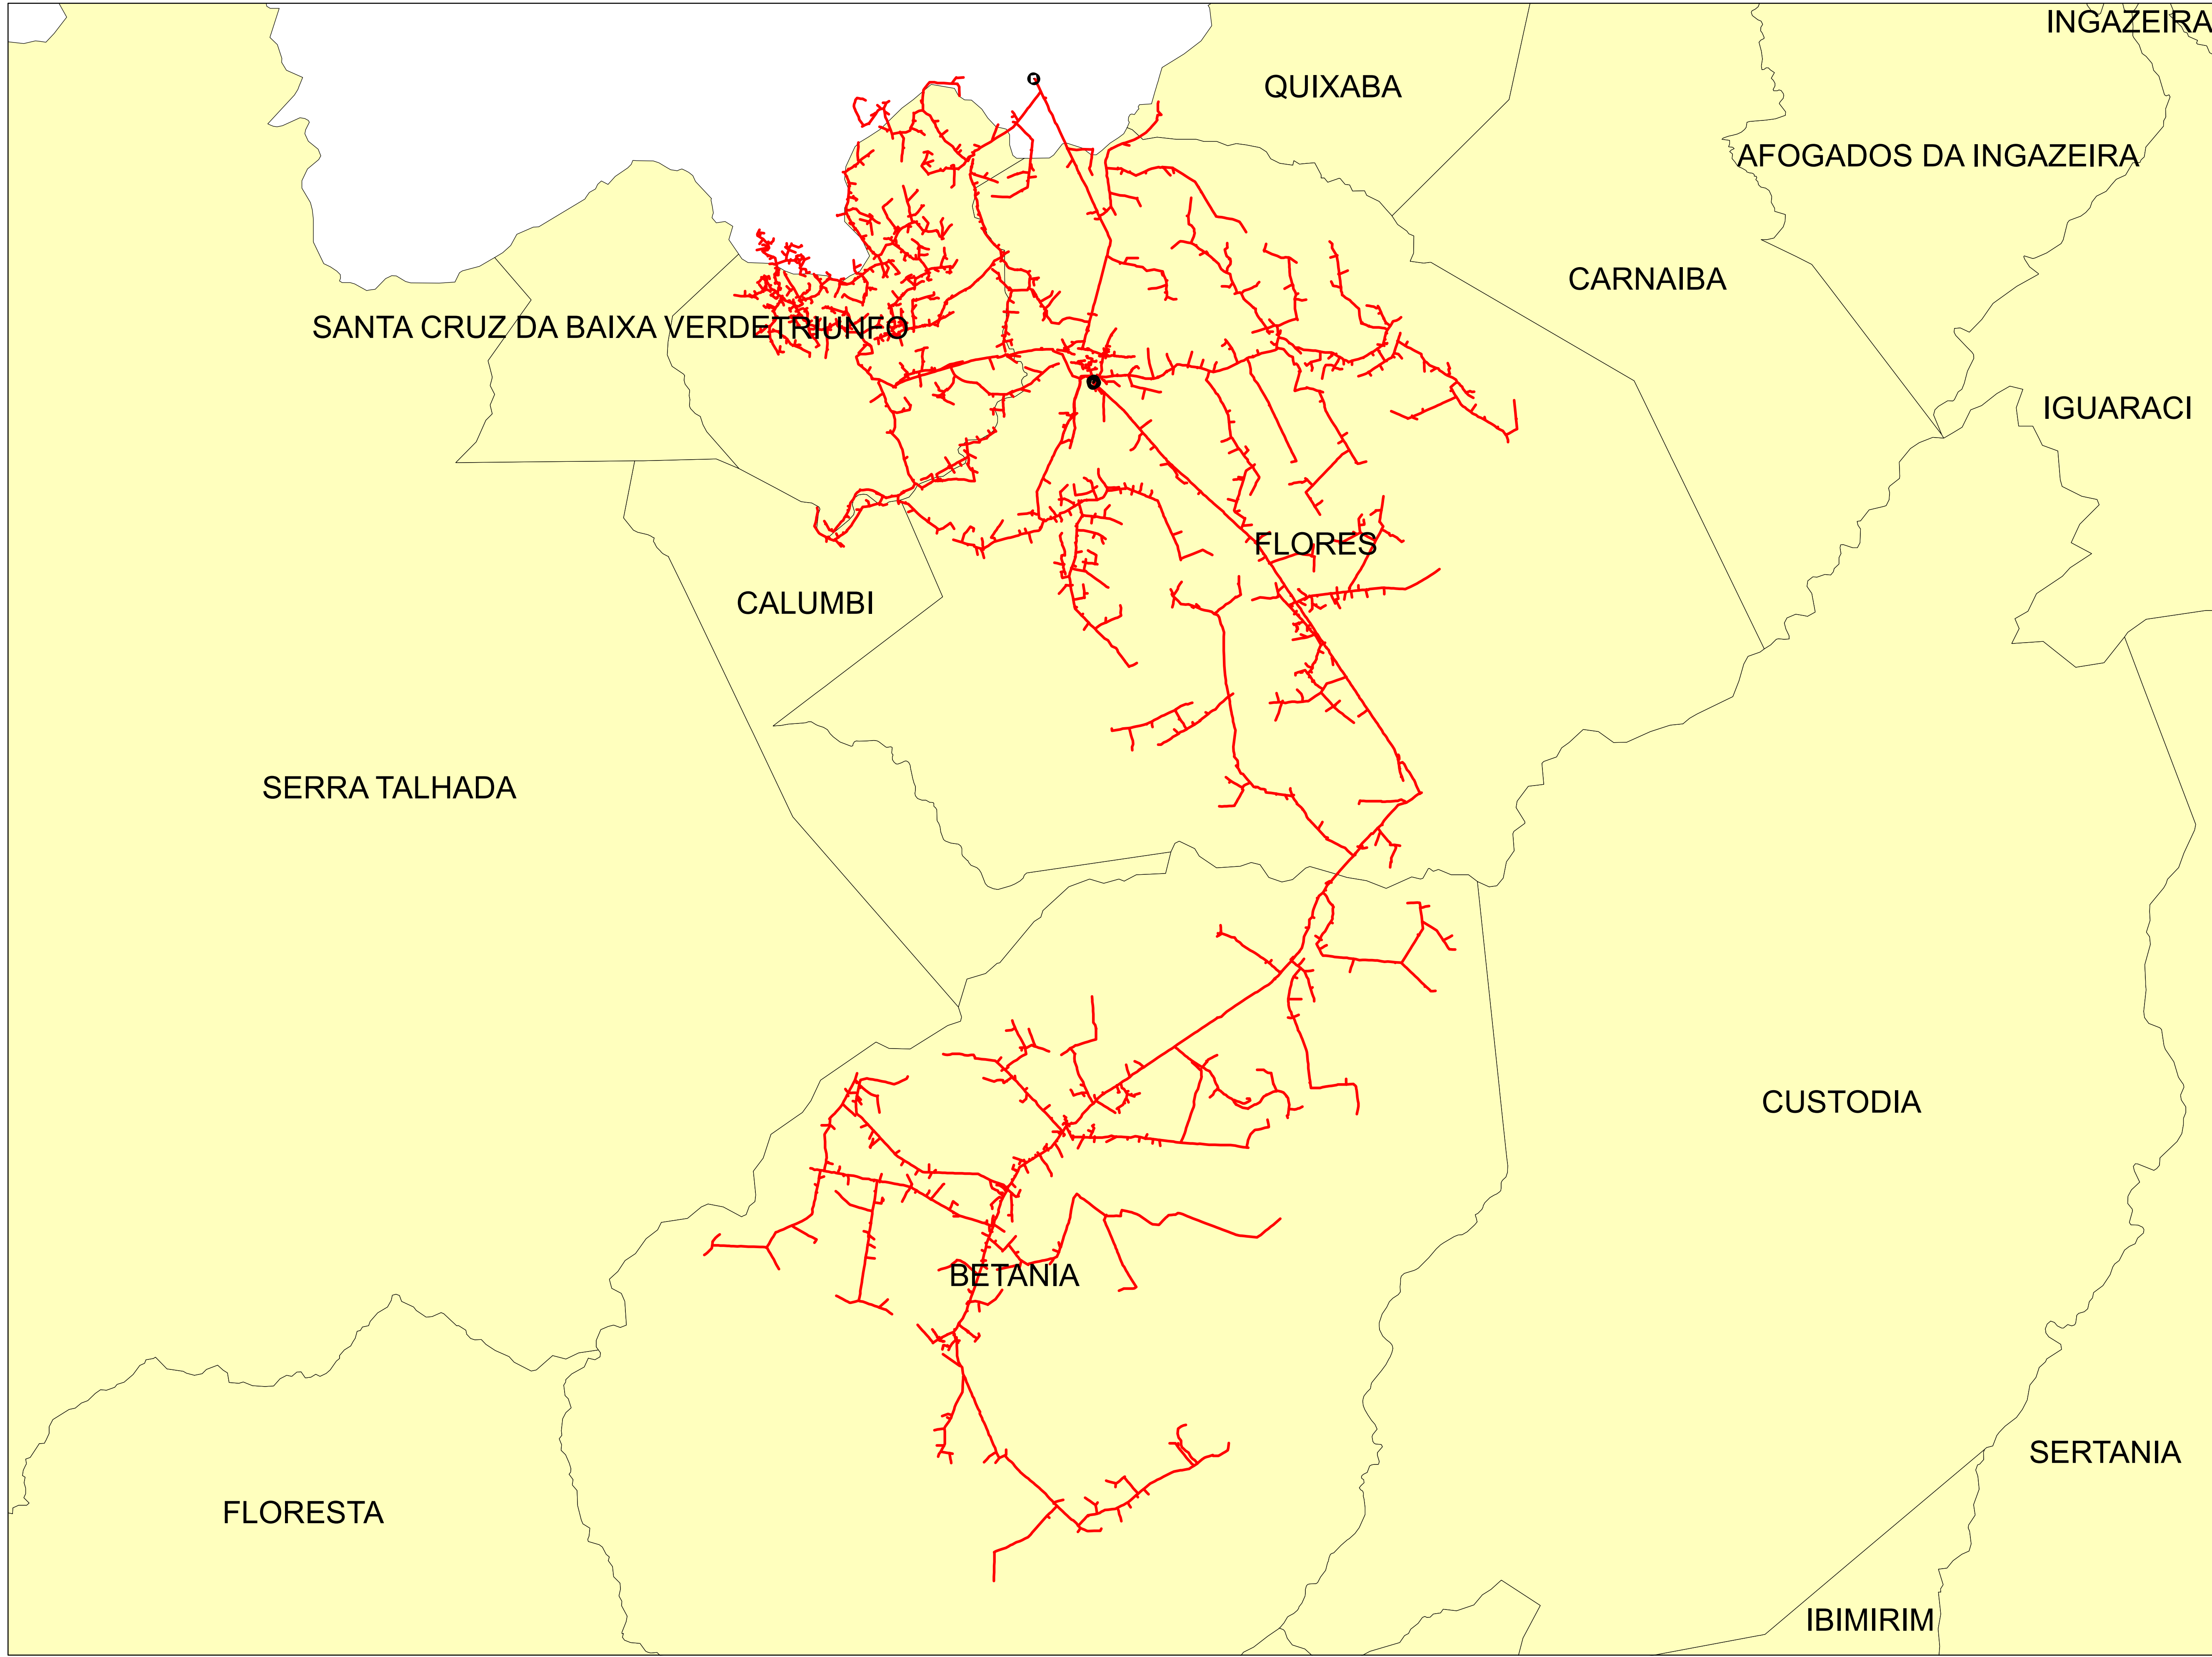 INGAZEIRA
QUIXABA
AFOGADOS DA INGAZEIRA
CARNAIBA
SANTA CRUZ DA BAIXA VERDE
TRIUNFO
IGUARACI
FLORES
CALUMBI
SERRA TALHADA
CUSTODIA
BETANIA
SERTANIA
FLORESTA
IBIMIRIM